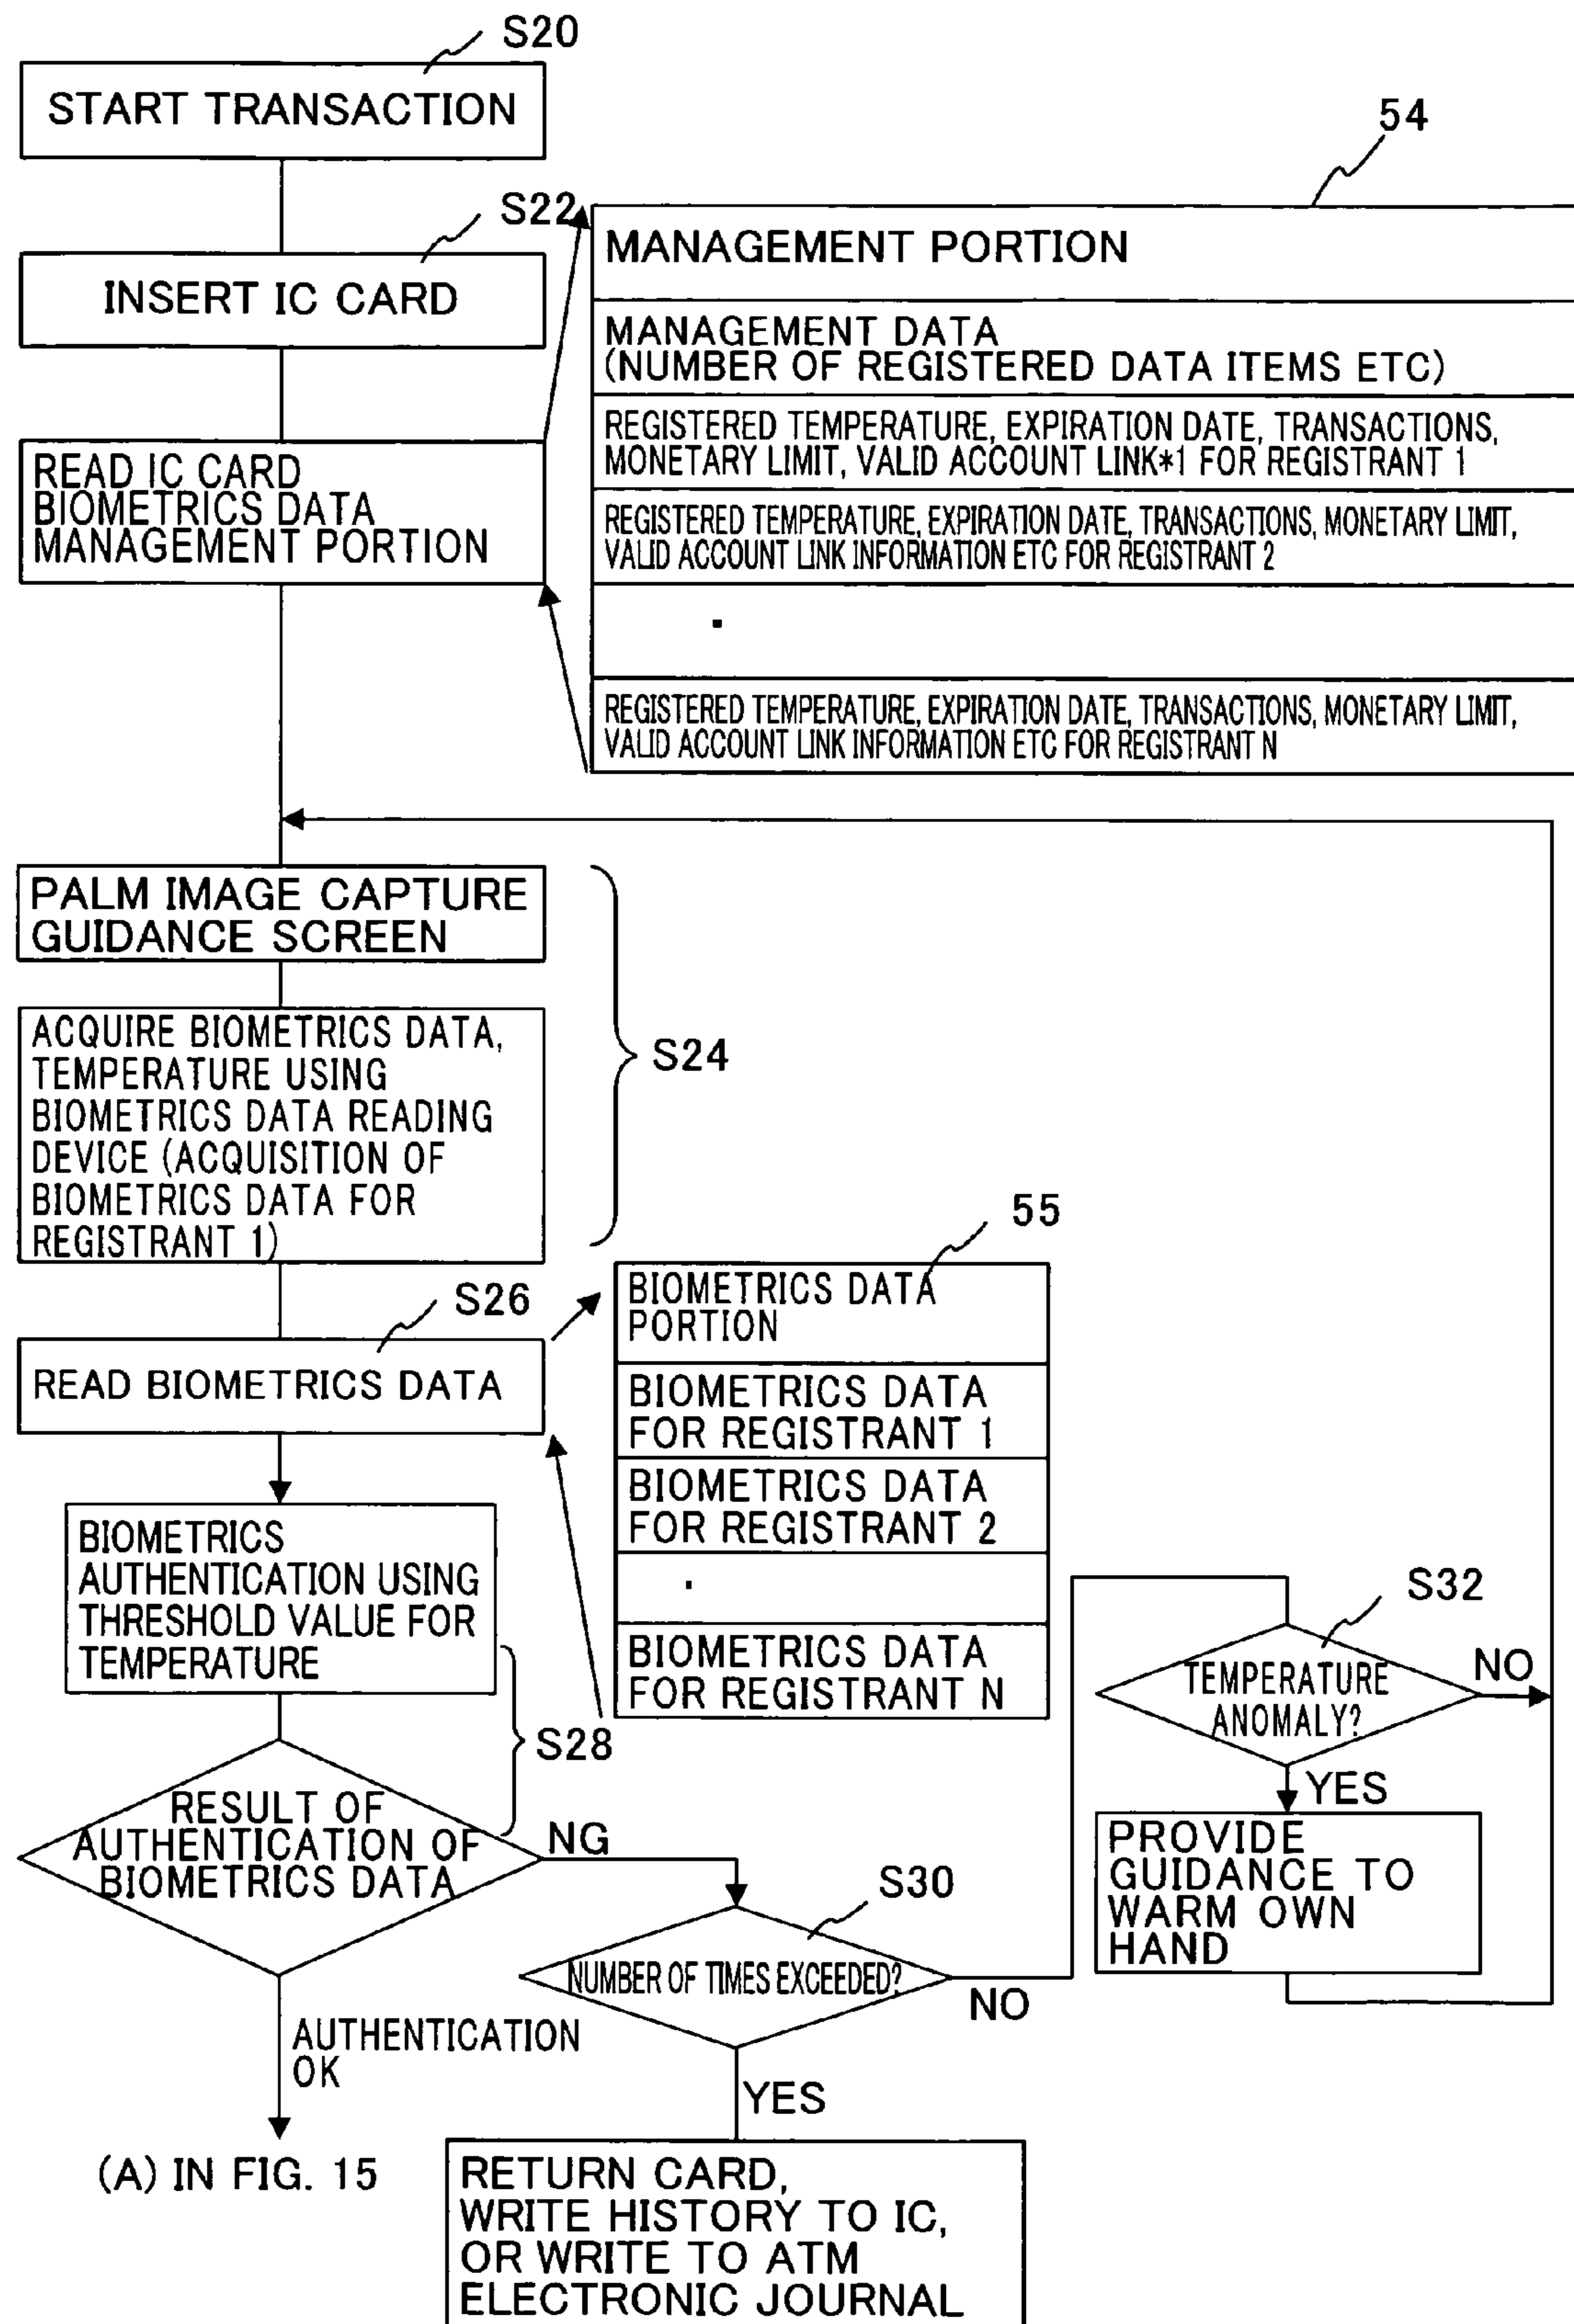 S20
START TRANSACTION
54
S22
INSERT IC CARD
MANAGEMENT PORTION
MANAGEMENT DATA
(NUMBER OF REGISTERED DATA ITEMS ETC)
REGISTERED TEMPERATURE, EXPIRATION DATE, TRANSACTIONS,
MONETARY LIMIT, VALID ACCOUNT LINK*1 FOR REGISTRANT 1
REGISTERED TEMPERATURE, EXPIRATION DATE, TRANSACTIONS, MONETARY LIMIT,
VALID ACCOUNT LINK INFORMATION ETC FOR REGISTRANT 2
.
REGISTERED TEMPERATURE, EXPIRATION DATE, TRANSACTIONS, MONETARY LIMIT,
VALID ACCOUNT LINK INFORMATION ETC FOR REGISTRANT N
READ IC CARD
BIOMETRICS DATA
MANAGEMENT PORTION
PALM IMAGE CAPTURE
GUIDANCE SCREEN
ACQUIRE BIOMETRICS DATA,
TEMPERATURE USING
BIOMETRICS DATA READING
DEVICE (ACQUISITION OF
BIOMETRICS DATA FOR
REGISTRANT 1)
S24
S26
READ BIOMETRICS DATA
55
BIOMETRICS DATA
PORTION
BIOMETRICS DATA
FOR REGISTRANT 1
BIOMETRICS DATA
FOR REGISTRANT 2
.
BIOMETRICS DATA
FOR REGISTRANT N
BIOMETRICS
AUTHENTICATION USING
THRESHOLD VALUE FOR
TEMPERATURE
S28
RESULT OF
AUTHENTICATION OF
BIOMETRICS DATA
NG
AUTHENTICATION
OK
(A) IN FIG. 15
S30
NUMBER OF TIMES EXCEEDED?
NO
YES
RETURN CARD,
WRITE HISTORY TO IC,
OR WRITE TO ATM
ELECTRONIC JOURNAL
S32
TEMPERATURE
ANOMALY?
NO
YES
PROVIDE
GUIDANCE TO
WARM OWN
HAND